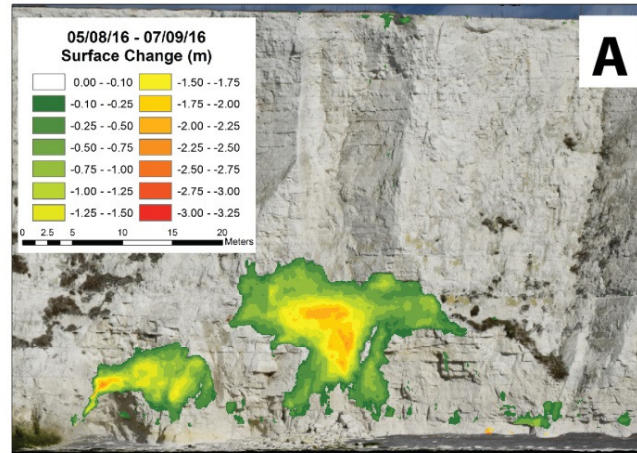 05/08/16 - 07/09/16
Surface Change (m)
0.00 - -0.10
-0.10 - -0.25
-0.25 - -0.50
-0.50 - -0.75
-0.75 - -1.00
-1.00 - -1.25
-1.25 - -1.50
-1.50 - -1.75
-1.75 - -2.00
-2.00 - -2.25
-2.25 - -2.50
-2.50 - -2.75
-2.75 - -3.00
-3.00 - -3.25
0 2.5 5 10 15 20
Meters
A